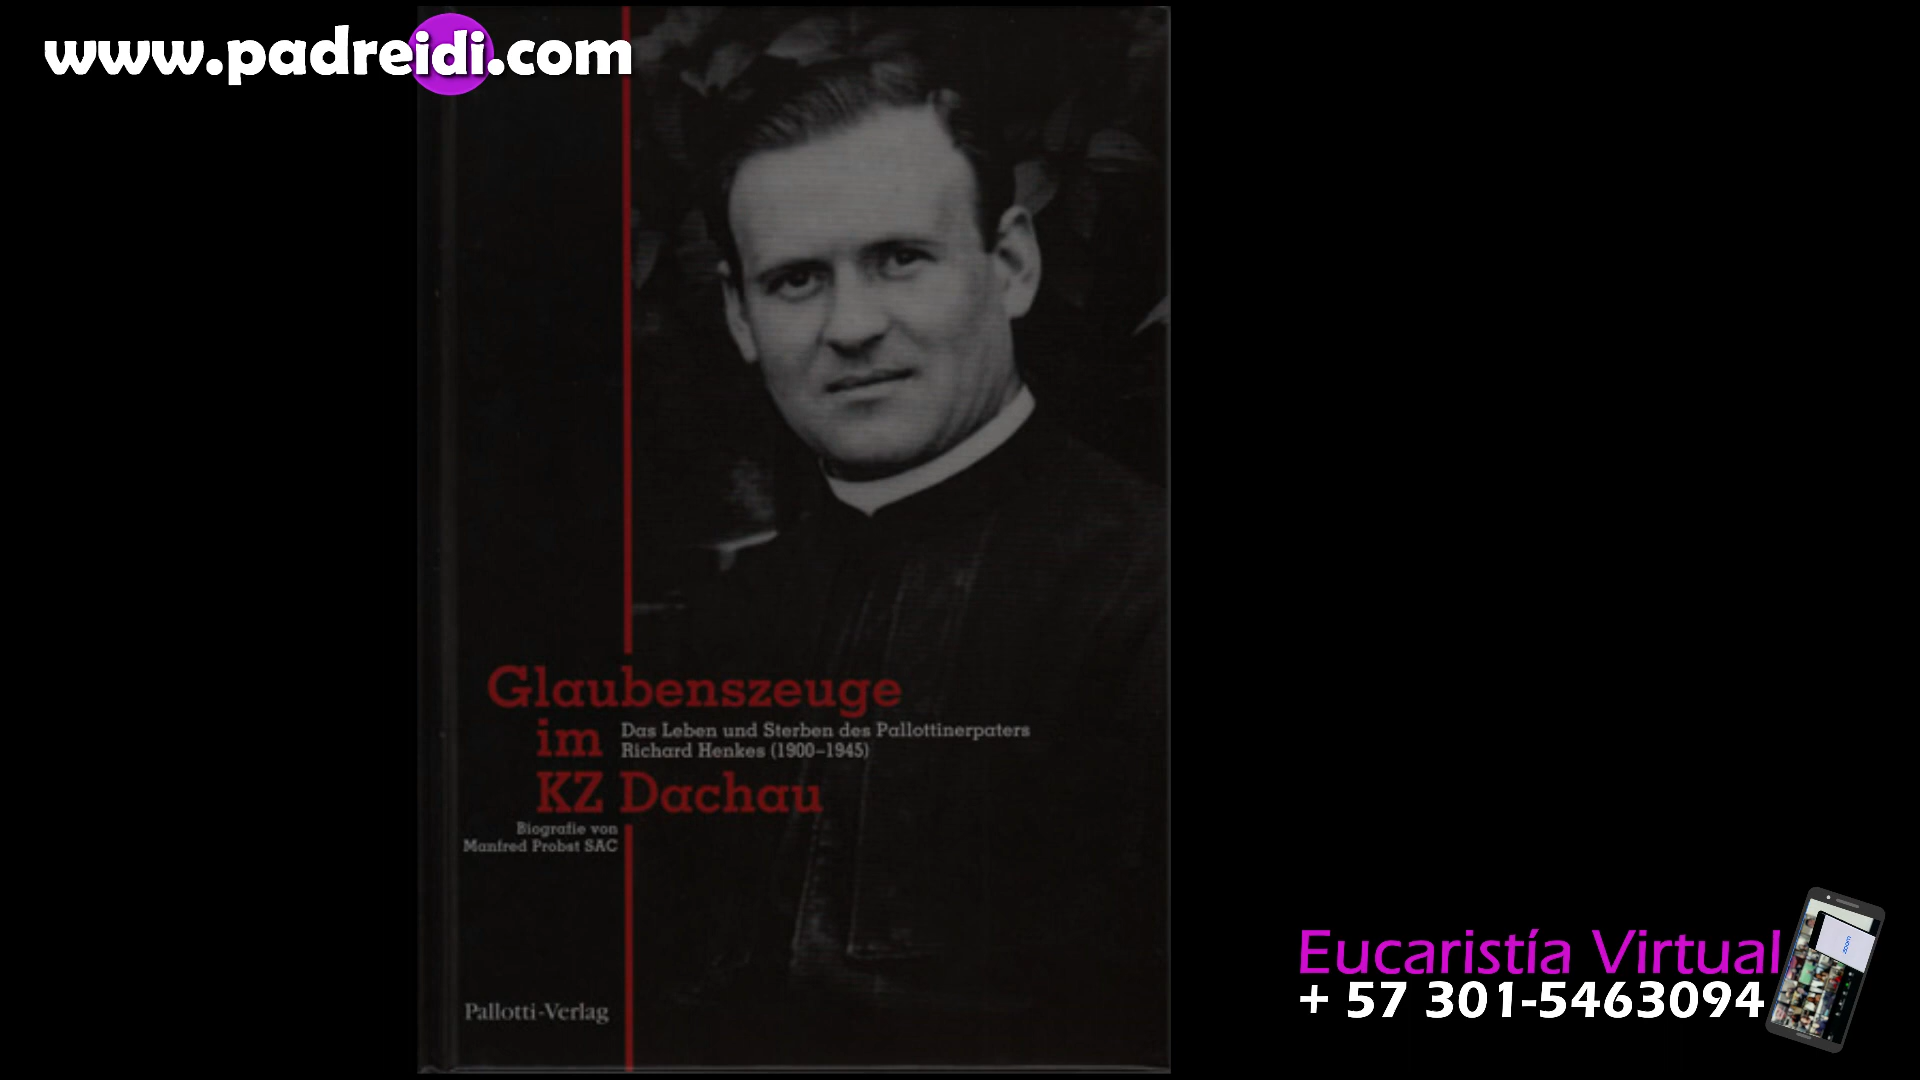 www.padreidi.com
Glaubenszeuge
im
Das Leben und Sterben des Pallottinerpaters
Richard Henkes (1900–1945)
KZ Dachau
Biografie von
Manfred Probst SAC
Pallotti-Verlag
Eucaristía Virtual
+ 57 301-5463094